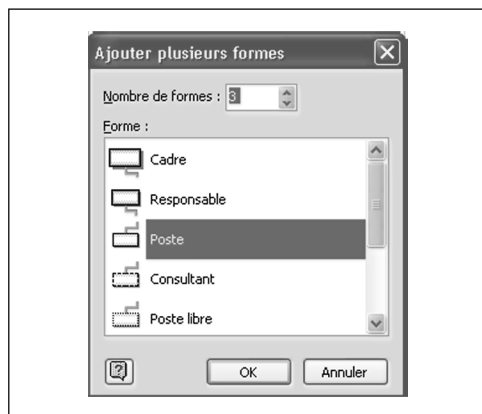 Ajouter plusieurs formes
Nombre de formes : 3
Forme :
Cadre
Responsable
Poste
Consultant
Poste libre
OK
Annuler